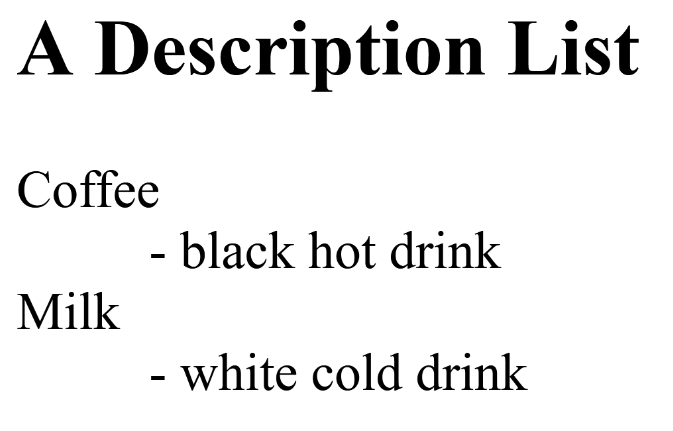 A Description List
Coffee
- black hot drink
Milk
- white cold drink